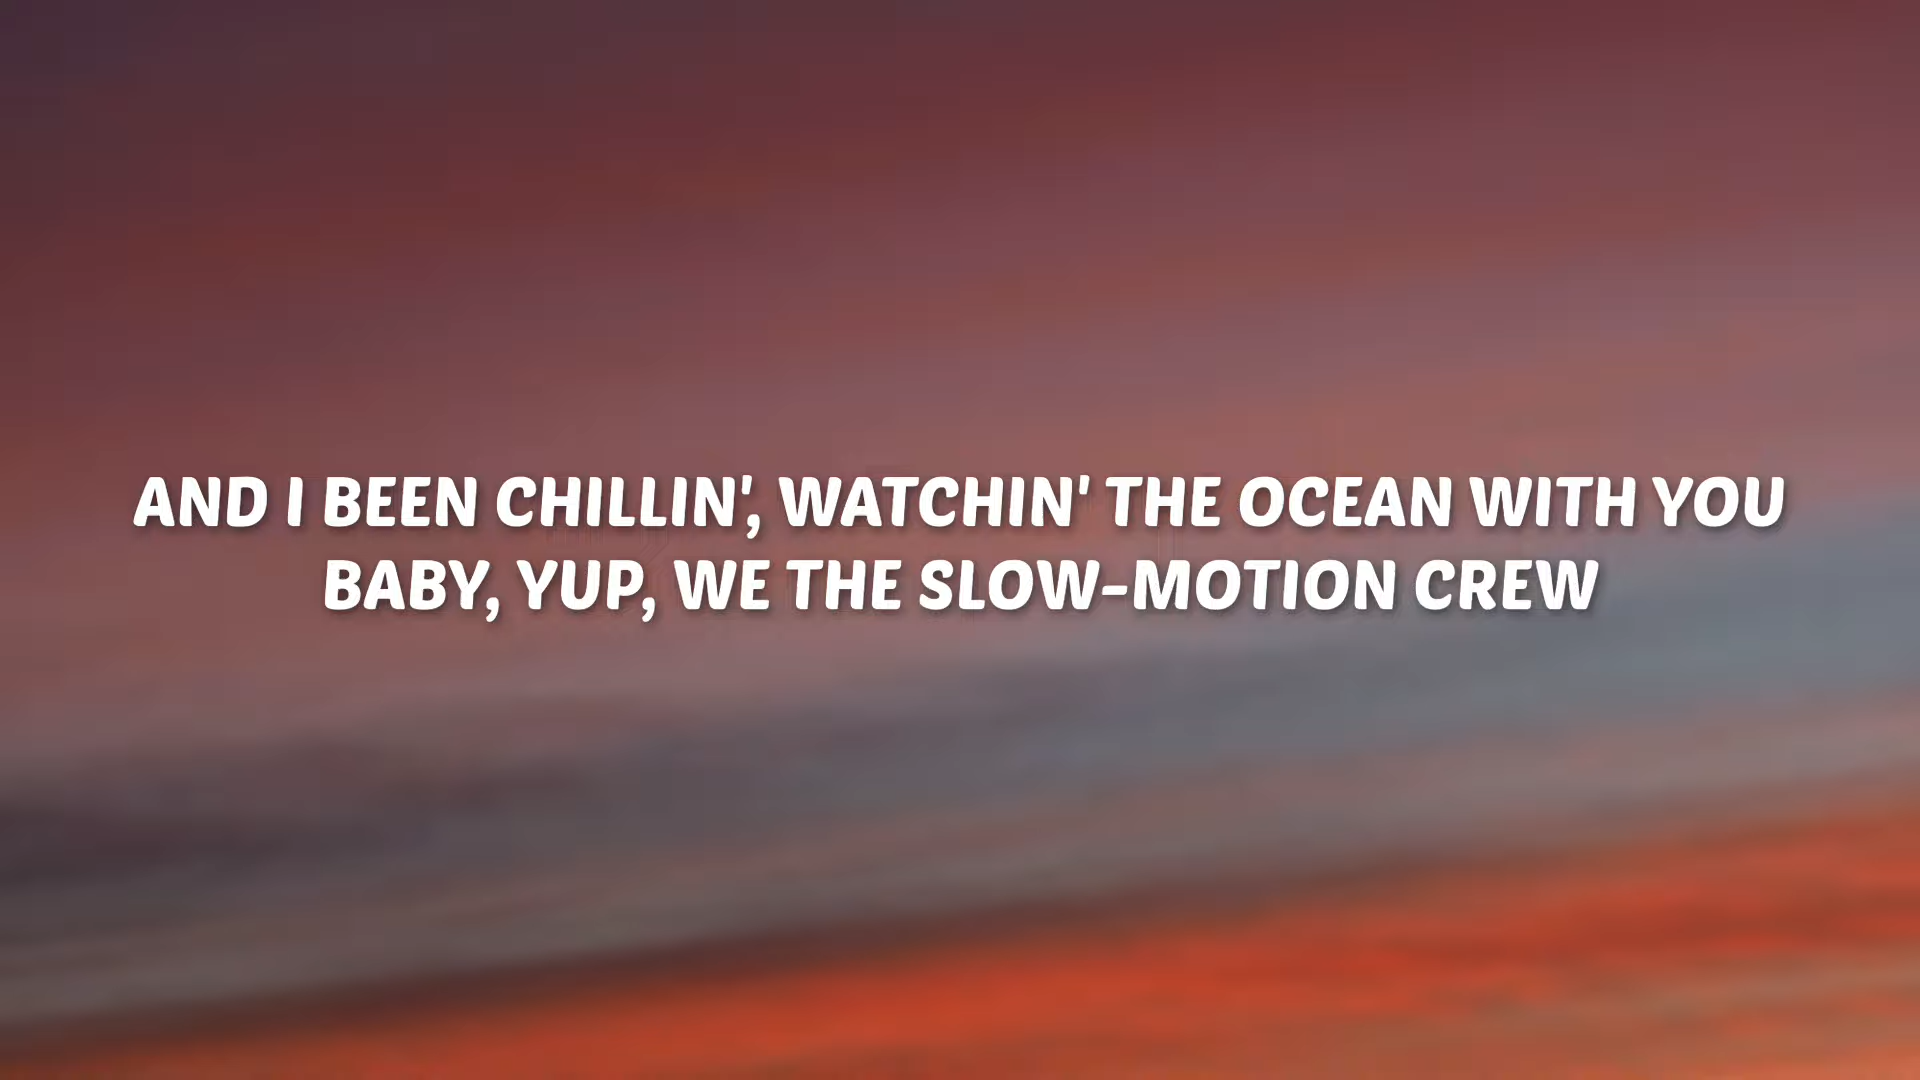 AND I BEEN CHILLIN', WATCHIN' THE OCEAN WITH YOU
BABY, YUP, WE THE SLOW-MOTION CREW